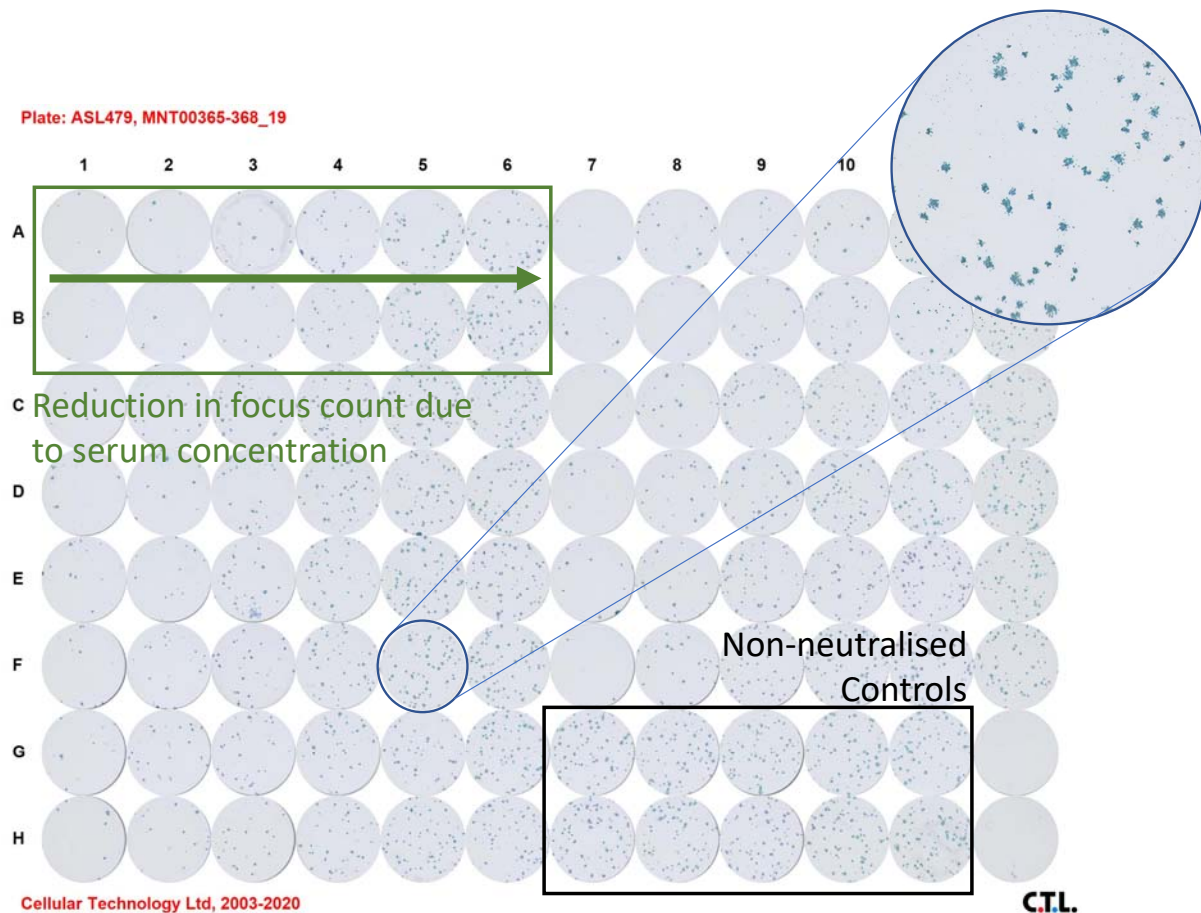 Plate: ASL479, MNT00365-368_19
1 2 3 4 5 6 7 8 9 10
A
B
C
Reduction in focus count due
to serum concentration
D
E
F
Non-neutralised
Controls
G
H
Cellular Technology Ltd, 2003-2020
C.T.L.